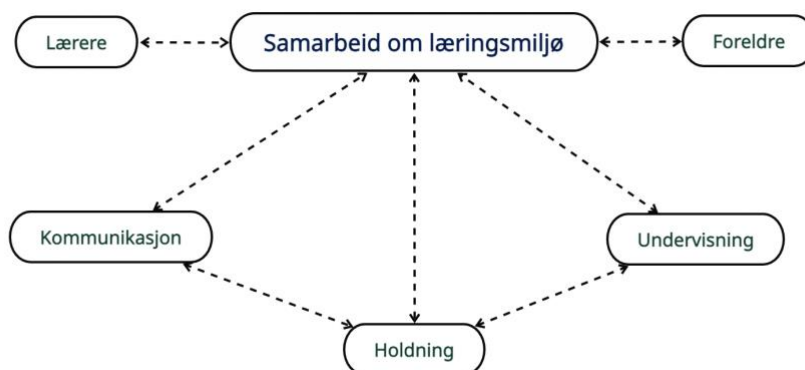 Lærere
Samarbeid om læringsmiljø
Foreldre
Kommunikasjon
Undervisning
Holdning